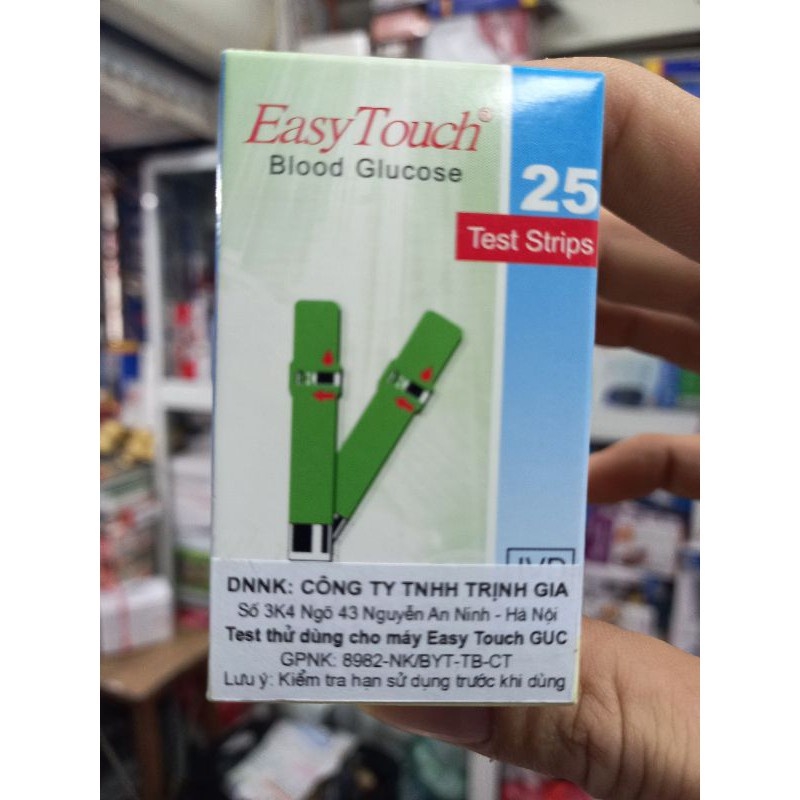 EasyTouch®
Blood Glucose
25
Test Strips
IVD
DNNK: CÔNG TY TNHH TRỊNH GIA
Số 3K4 Ngõ 43 Nguyễn An Ninh - Hà Nội
Test thử dùng cho máy Easy Touch GUC
GPNK: 8982-NK/BYT-TB-CT
Lưu ý: Kiểm tra hạn sử dụng trước khi dùng